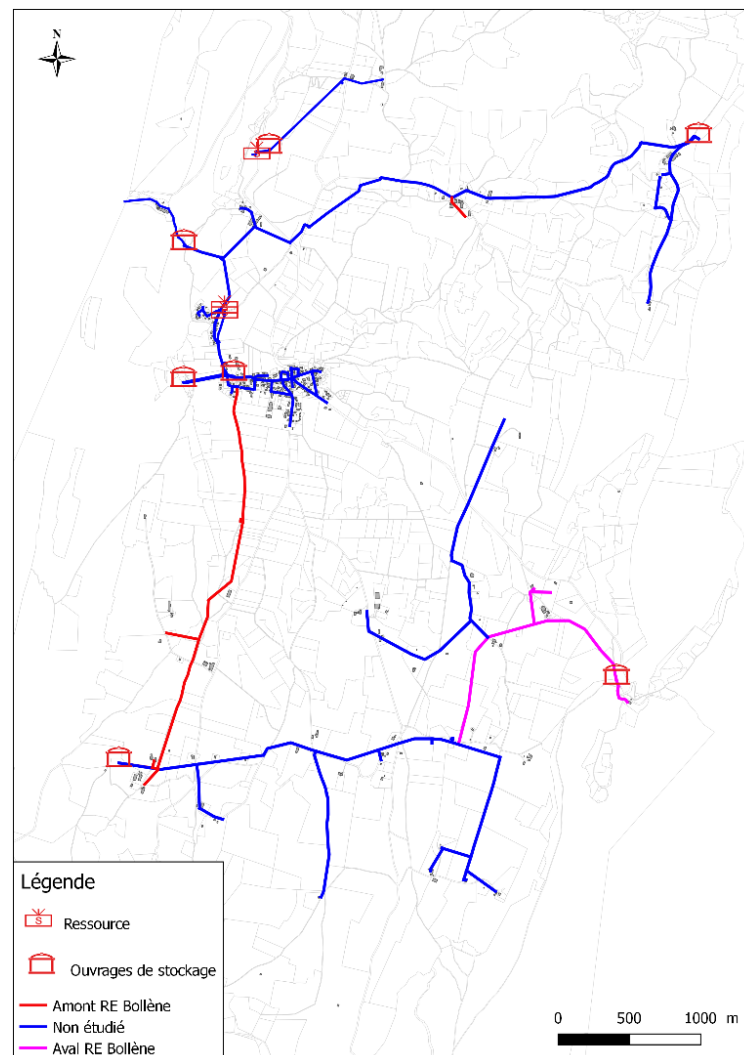 N
Légende
S
Ressource
Ouvrages de stockage
Amont RE Bollène
Non étudié
Aval RE Bollène
0 500 1000 m